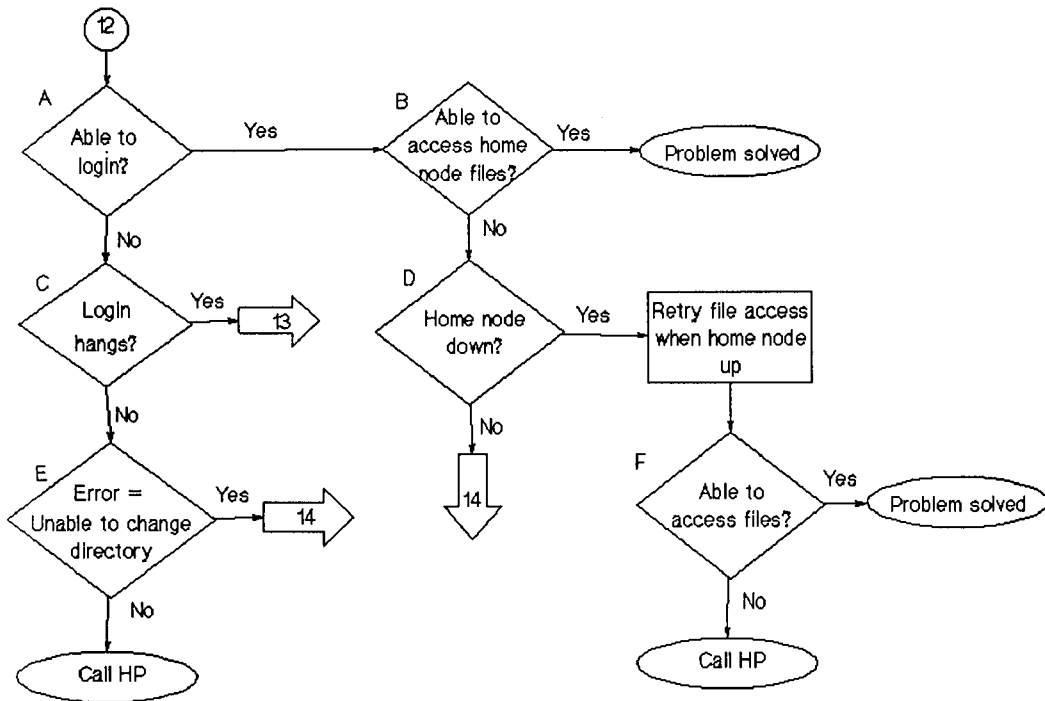 12
A
Able to
login?
Yes
B
Able to
access home
node files?
Yes
Problem solved
No
No
C
Login
hangs?
Yes
13
D
Home node
down?
Yes
Retry file access
when home node
up
No
No
E
Error =
Unable to change
directory
Yes
14
14
F
Able to
access files?
Yes
Problem solved
No
No
Call HP
Call HP